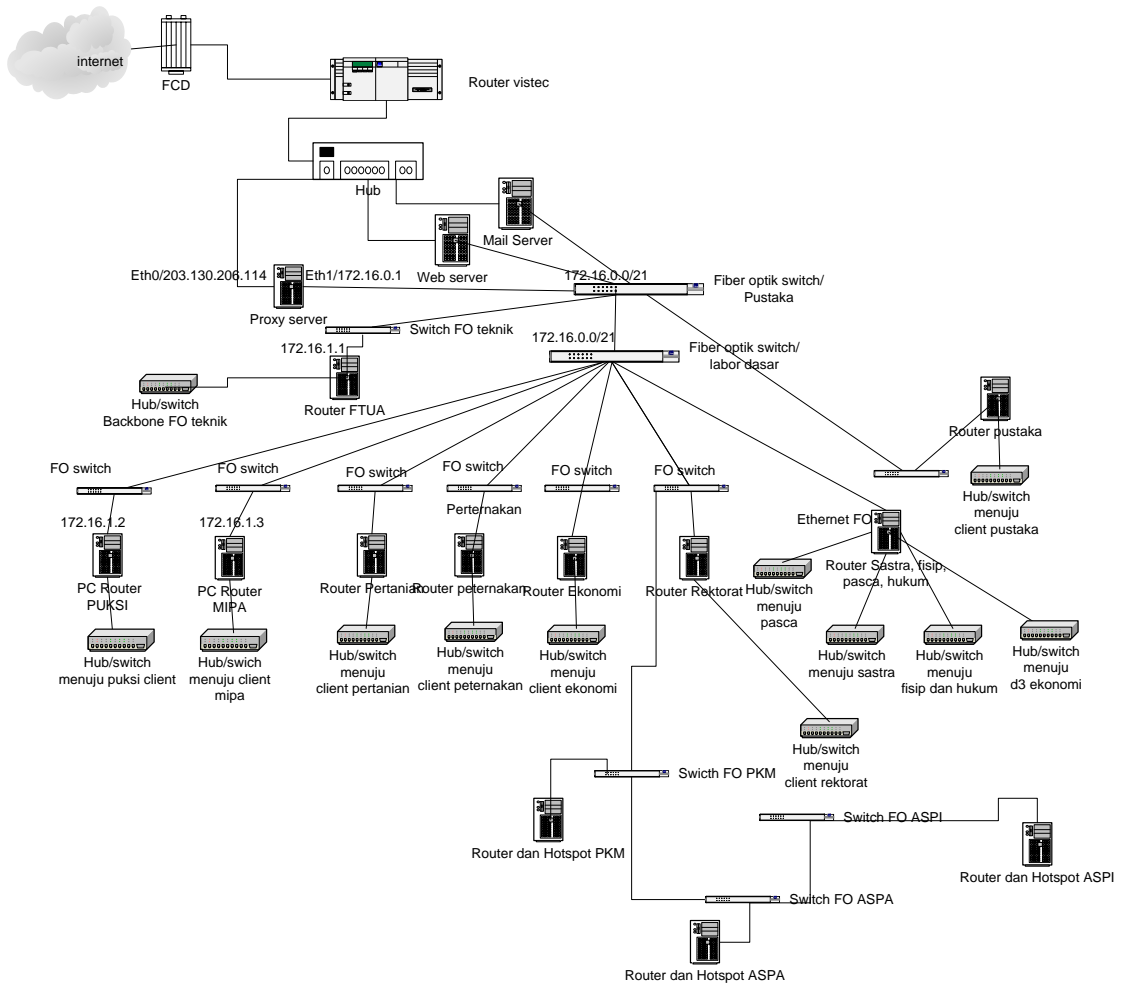 internet
FCD
Router vistec
Hub
Mail Server
Web server
Eth0/203.130.206.114
Eth1/172.16.0.1
Proxy server
172.16.0.0/21
Fiber optik switch/
Pustaka
Switch FO teknik
172.16.0.0/21
Fiber optik switch/
labor dasar
172.16.1.1
Router FTUA
Hub/switch
Backbone FO teknik
Router pustaka
Hub/switch
menuju
client pustaka
FO switch
FO switch
FO switch
FO switch
Perternakan
FO switch
FO switch
Ethernet FO
172.16.1.2
172.16.1.3
PC Router
PUKSI
PC Router
MIPA
Router Pertanian
Router peternakan
Router Ekonomi
Router Rektorat
Router Sastra, fisip,
pasca, hukum
Hub/switch
menuju
pasca
Hub/switch
menuju puksi client
Hub/swich
menuju client
mipa
Hub/switch
menuju
client pertanian
Hub/switch
menuju
client peternakan
Hub/switch
menuju
client ekonomi
Hub/switch
menuju sastra
Hub/switch
menuju
fisip dan hukum
Hub/switch
menuju
d3 ekonomi
Hub/switch
menuju
client rektorat
Swicth FO PKM
Router dan Hotspot PKM
Switch FO ASPI
Router dan Hotspot ASPI
Switch FO ASPA
Router dan Hotspot ASPA